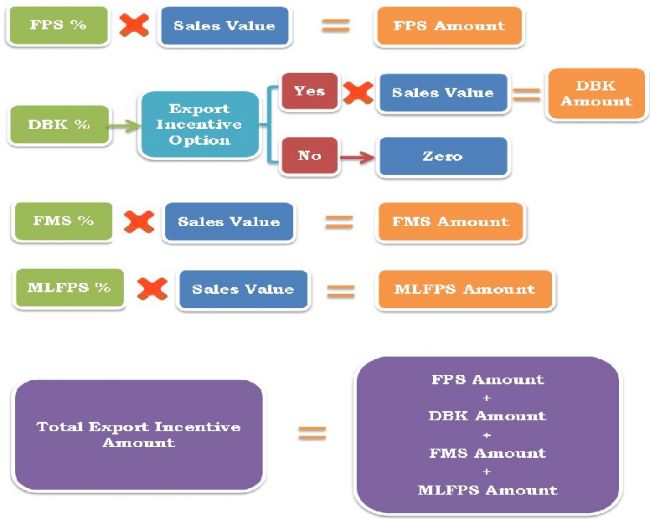 FPS % Sales Value = FPS Amount
DBK % Export Incentive Option Yes Sales Value = DBK Amount
No Zero
FMS % Sales Value = FMS Amount
MLFPS % Sales Value = MLFPS Amount
Total Export Incentive
Amount
=
FPS Amount
+
DBK Amount
+
FMS Amount
+
MLFPS Amount